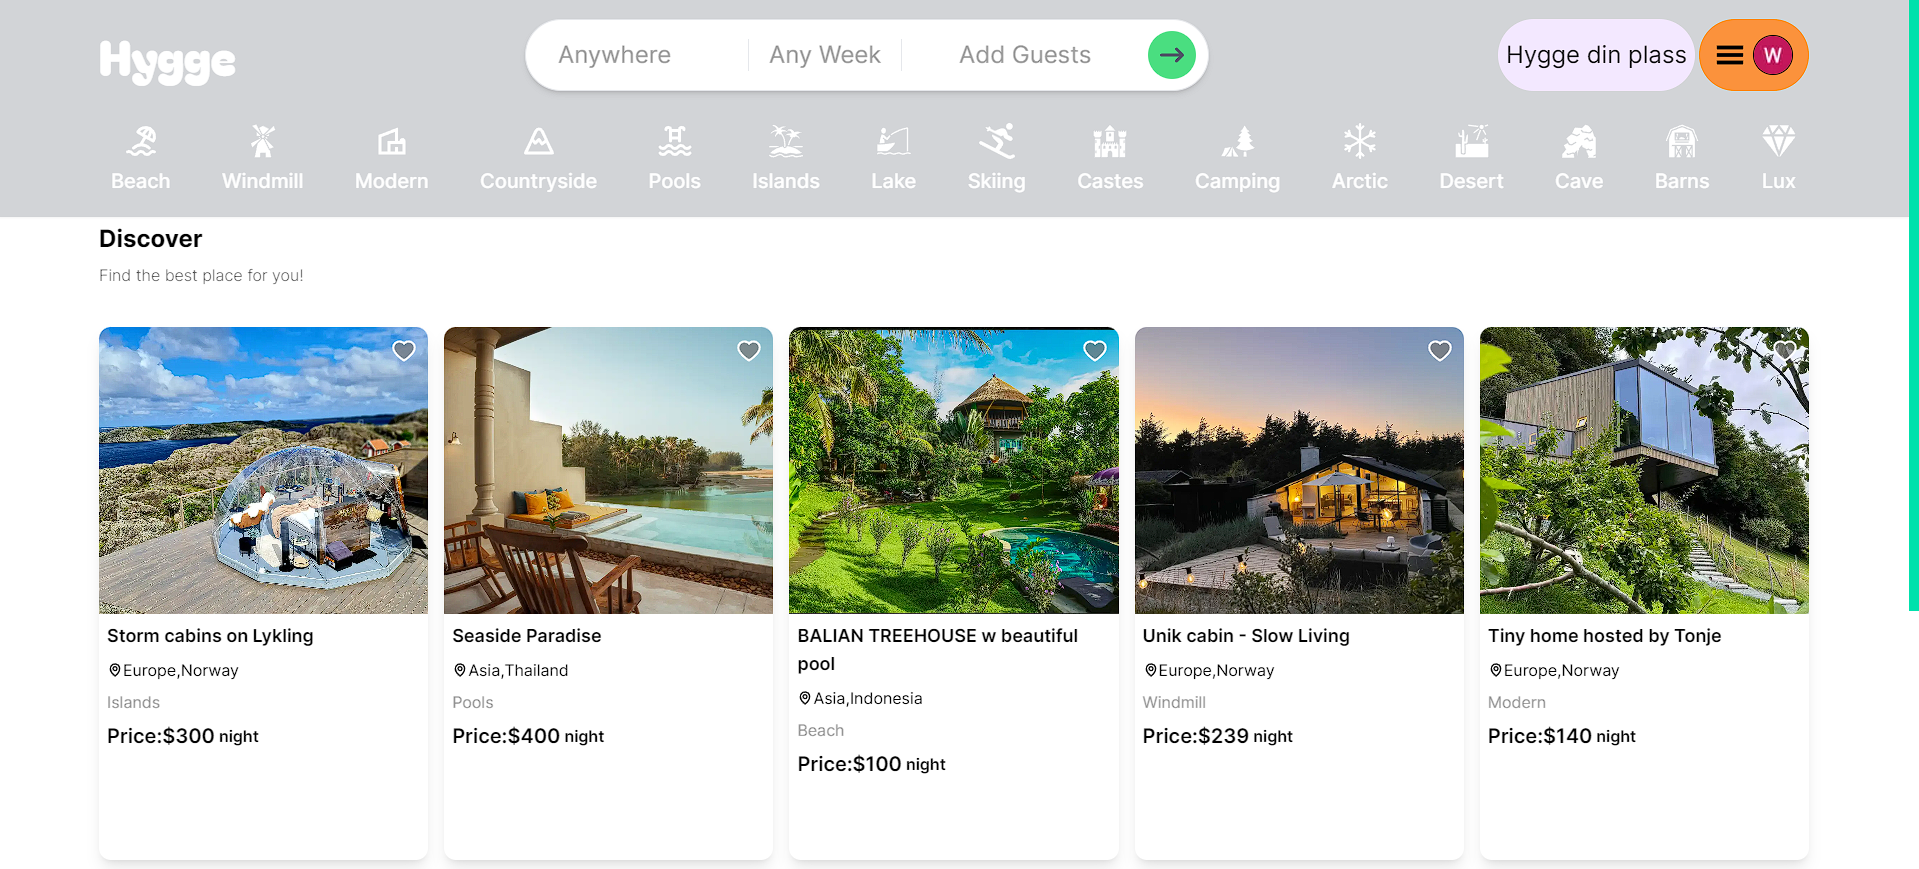 Hygge
Anywhere
Any Week
Add Guests
Hygge din plass
W
Beach
Windmill
Modern
Countryside
Pools
Islands
Lake
Skiing
Castes
Camping
Arctic
Desert
Cave
Barns
Lux
Discover
Find the best place for you!
Storm cabins on Lykling
Europe,Norway
Islands
Price:$300 night
Seaside Paradise
Asia,Thailand
Pools
Price:$400 night
BALIAN TREEHOUSE w beautiful
pool
Asia,Indonesia
Beach
Price:$100 night
Unik cabin - Slow Living
Europe,Norway
Windmill
Price:$239 night
Tiny home hosted by Tonje
Europe,Norway
Modern
Price:$140 night